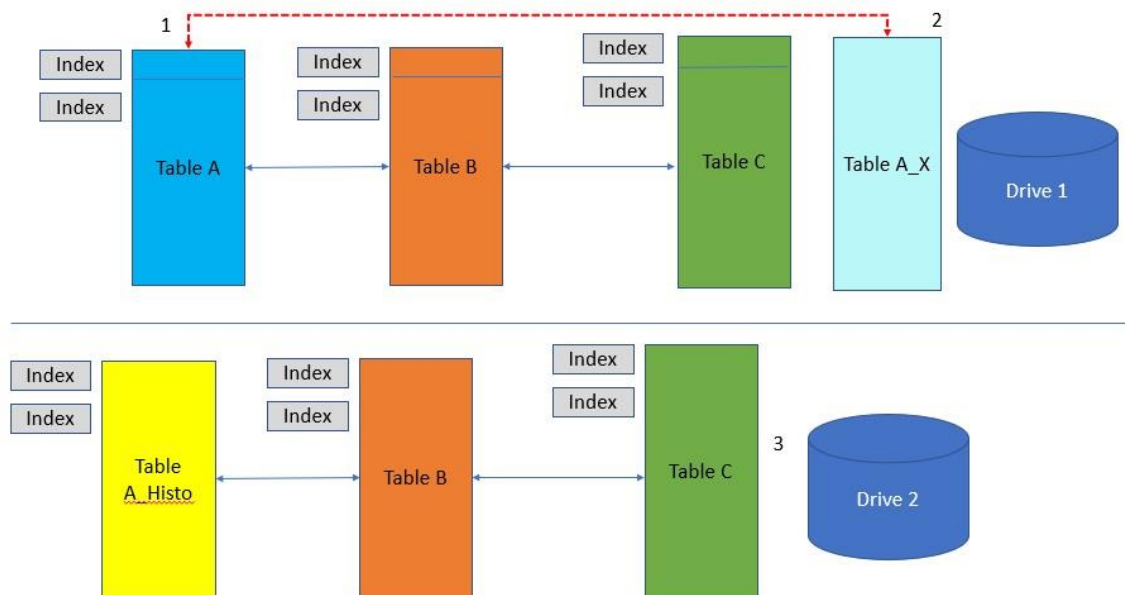 1
2
Index
Index
Index
Index
Index
Index
Table A
Table B
Table C
Table A_X
Drive 1
Index
Index
Index
Index
Index
Index
Table
A_Histo
Table B
Table C
3
Drive 2